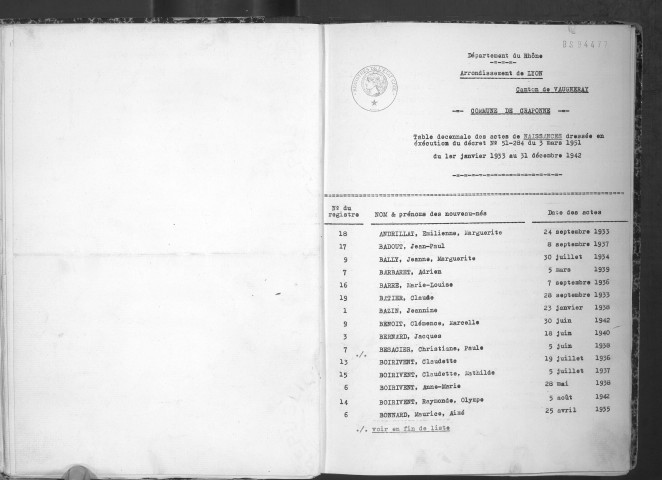 Département du Rhône
Arrondissement de LYON
Canton de VAUGNERAY
COMMUNE DE CRAPONNE
Table decennale des actes de NAISSANCES dressée en
éxécution du décret Nº 51-284 du 3 mars 1951
du 1er janvier 1933 au 31 décembre 1942
Nº du registre NOM & prénoms des nouveau-nés Date des actes
18 ANDRILLAT, Emilienne, Marguerite 24 septembre 1933
17 BADOUT, Jean-Paul 8 septembre 1937
9 BALLY, Jeanne, Marguerite 30 juillet 1934
7 BARBARET, Adrien 5 mars 1939
16 BARRE, Marie-Louise 7 septembre 1936
19 BATIER, Claude 28 septembre 1933
1 BAZIN, Jeannine 23 janvier 1938
9 BENOIT, Clémence, Marcelle 30 juin 1942
3 BERNARD, Jacques 18 juin 1940
7 BESACIER, Christiane, Paule 5 juin 1938
./.
13 BOIRIVENT, Claudette 19 juillet 1936
15 BOIRIVENT, Claudette, Mathilde 5 juillet 1937
6 BOIRIVENT, Anne-Marie 28 mai 1938
14 BOIRIVENT, Raymonde, Olympe 3 août 1942
6 BONNARD, Maurice, Aimé 25 avril 1935
./. voir en fin de liste